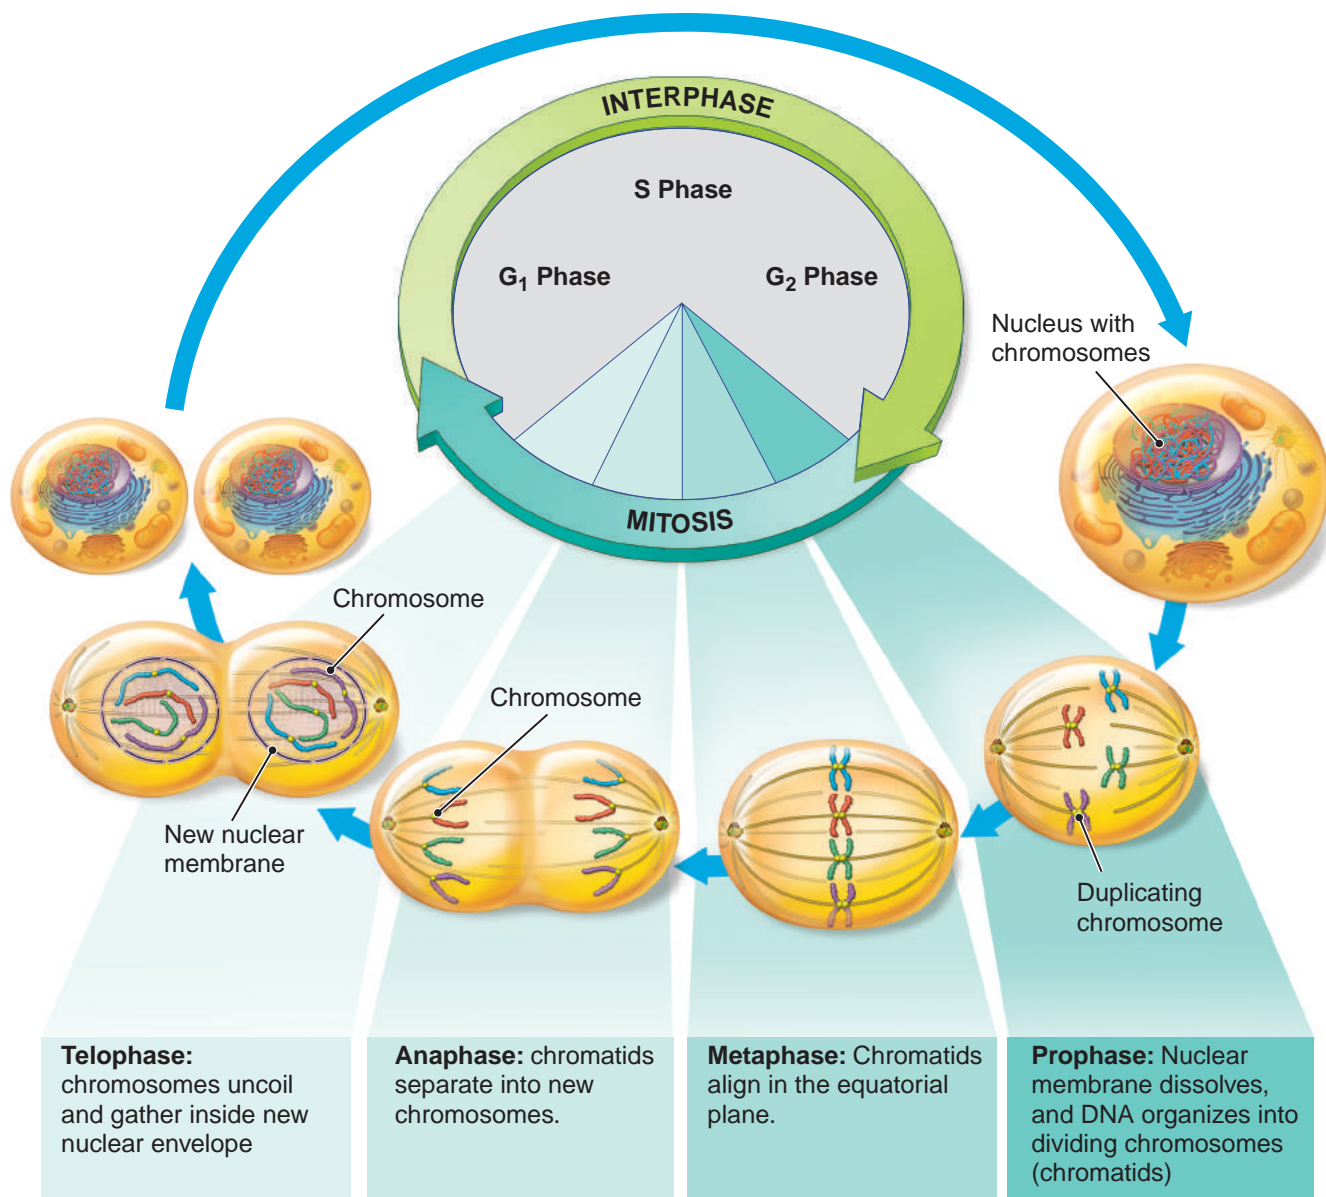 INTERPHASE
S Phase
G₁ Phase
G₂ Phase
MITOSIS
Nucleus with
chromosomes
Chromosome
Chromosome
New nuclear
membrane
Duplicating
chromosome
Telophase:
chromosomes uncoil
and gather inside new
nuclear envelope
Anaphase: chromatids
separate into new
chromosomes.
Metaphase: Chromatids
align in the equatorial
plane.
Prophase: Nuclear
membrane dissolves,
and DNA organizes into
dividing chromosomes
(chromatids)